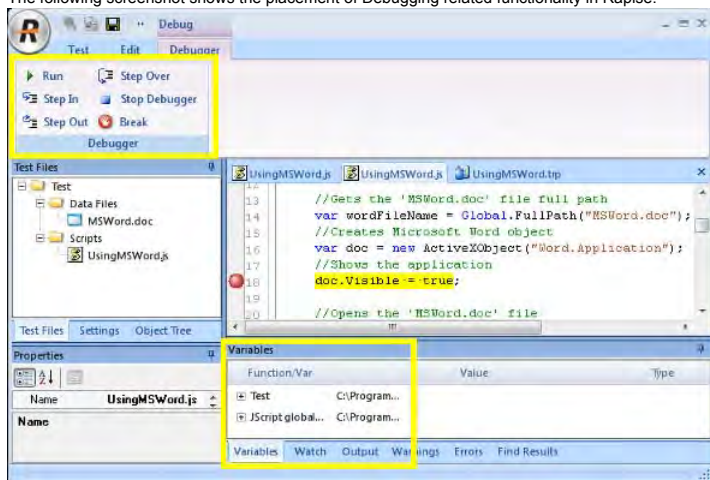 The following screenshot shows the placement of Debugging related functionality in Rapise:
R
Debug
Test Edit Debugger
Run Step Over
Step In Stop Debugger
Step Out Break
Debugger
Test Files
Test
Data Files
MSWord.doc
Scripts
UsingMSWord.js
Test Files Settings Object Tree
UsingMSWord.js UsingMSWord.js UsingMSWord.trp
12
13 //Gets the 'MSWord.doc' file full path
14 var wordFileName = Global.FullPath("MSWord.doc");
15 //Creates Microsoft Word object
16 var doc = new ActiveXObject("Word.Application");
17 //Shows the application
18 doc.Visible = true;
19
20 //Opens the 'MSWord.doc' file
Properties
Name UsingMSWord.js
Name
Variables
Function/Var Value Type
Test C:\Program...
JScript global... C:\Program...
Variables Watch Output Warnings Errors Find Results